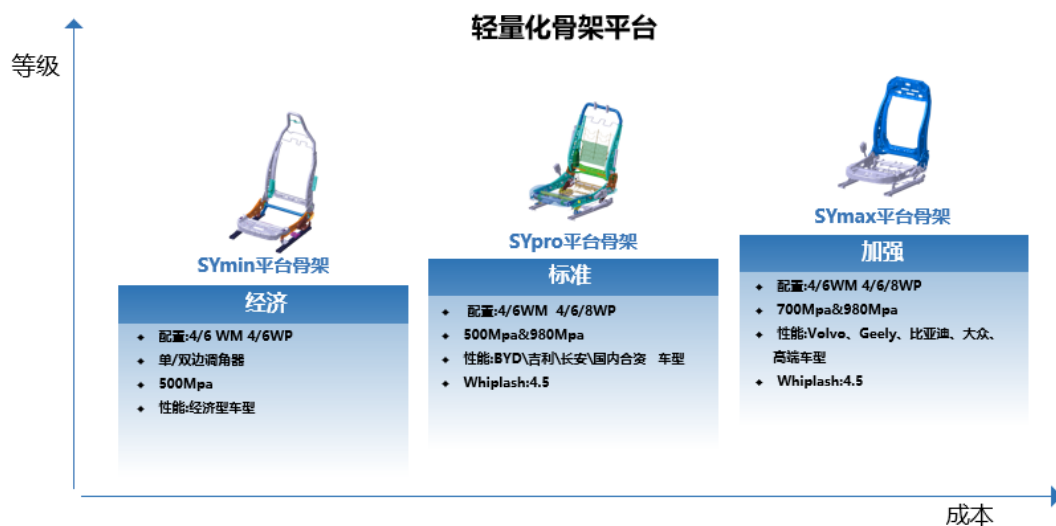 轻量化骨架平台
等级
SYmin平台骨架
经济
配置:4/6 WM 4/6WP
单/双边调角器
500Mpa
性能:经济型车型
SYpro平台骨架
标准
配置:4/6WM 4/6/8WP
500Mpa&980Mpa
性能:BYD\吉利\长安\国内合资 车型
Whiplash:4.5
SYmax平台骨架
加强
配置:4/6WM 4/6/8WP
700Mpa&980Mpa
性能:Volvo、Geely、比亚迪、大众、
高端车型
Whiplash:4.5
成本